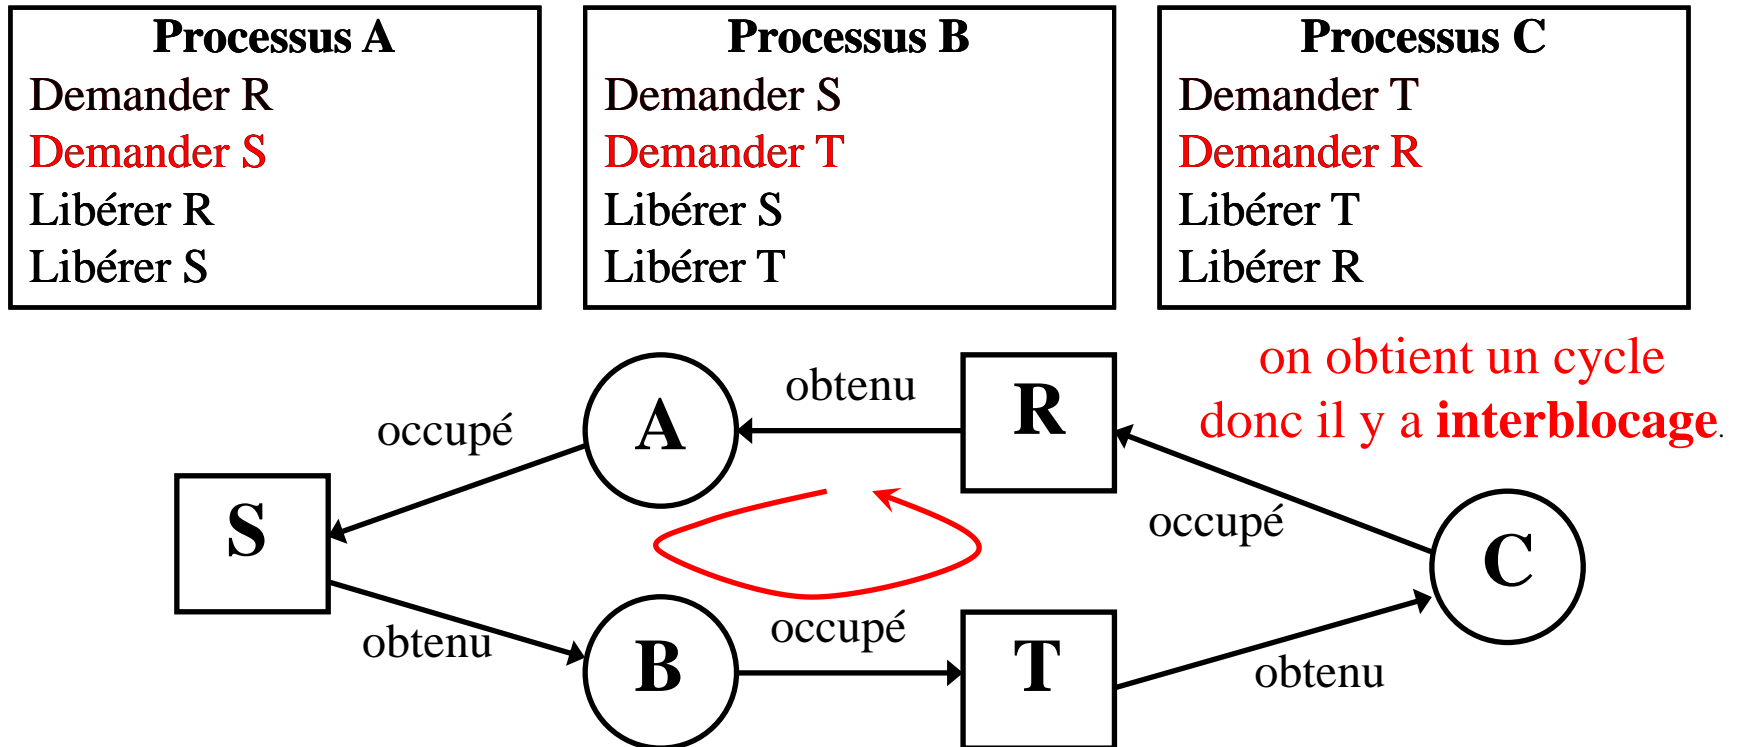 Processus A
Demander R
Demander S
Libérer R
Libérer S
Processus B
Demander S
Demander T
Libérer S
Libérer T
Processus C
Demander T
Demander R
Libérer T
Libérer R
on obtient un cycle
donc il y a interblocage.
occupé
A
obtenu
R
S
occupé
C
obtenu
B
occupé
T
obtenu